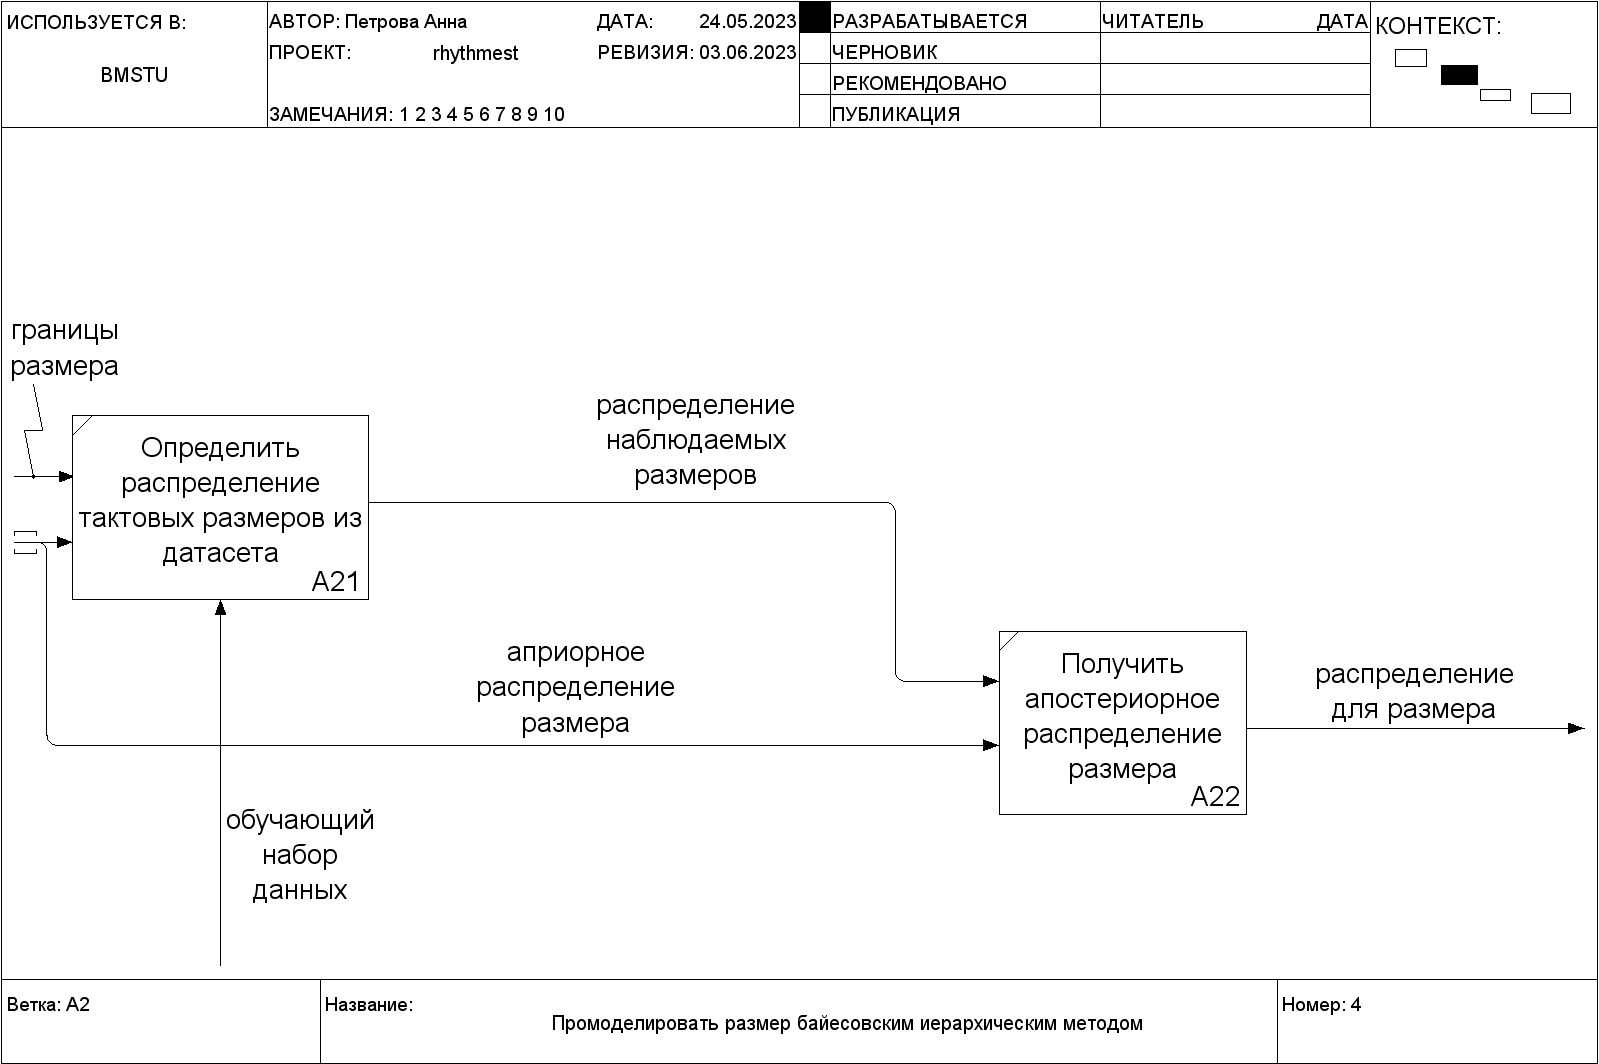 ИСПОЛЬЗУЕТСЯ В:
BMSTU
АВТОР: Петрова Анна
ДАТА: 24.05.2023
ПРОЕКТ: rhythmest
РЕВИЗИЯ: 03.06.2023
ЗАМЕЧАНИЯ: 1 2 3 4 5 6 7 8 9 10
РАЗРАБАТЫВАЕТСЯ
ЧЕРНОВИК
РЕКОМЕНДОВАНО
ПУБЛИКАЦИЯ
ЧИТАТЕЛЬ ДАТА
КОНТЕКСТ:
границы
размера
Определить
распределение
тактовых размеров из
датасета
A21
распределение
наблюдаемых
размеров
априорное
распределение
размера
Получить
апостериорное
распределение
размера
A22
распределение
для размера
обучающий
набор
данных
Ветка: A2
Название:
Промоделировать размер байесовским иерархическим методом
Номер: 4